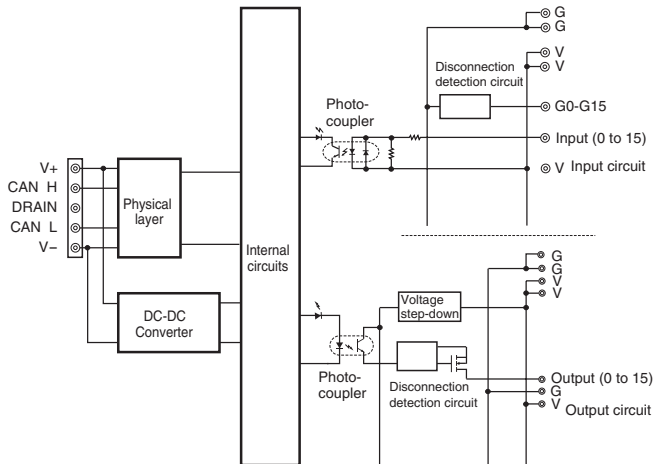 G
G
V
V
Disconnection
detection circuit
G0-G15
Photo-
coupler
Input (0 to 15)
V Input circuit
V+
CAN H
DRAIN
CAN L
V−
Physical
layer
Internal
circuits
DC-DC
Converter
G
G
V
V
Voltage
step-down
Photo-
coupler
Disconnection
detection circuit
Output (0 to 15)
G
V Output circuit